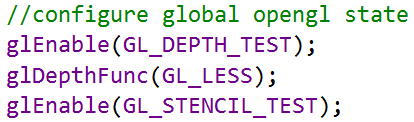 //configure global opengl state
glEnable(GL_DEPTH_TEST);
glDepthFunc(GL_LESS);
glEnable(GL_STENCIL_TEST);